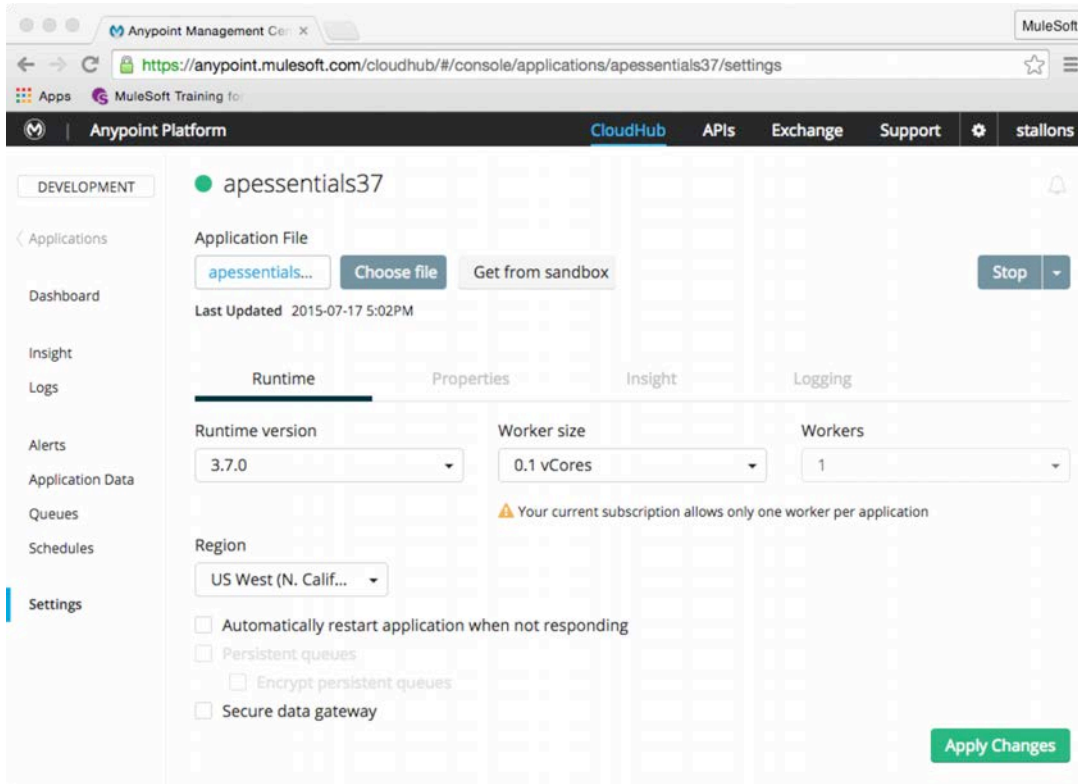 Anypoint Management Cen
MuleSoft
https://anypoint.mulesoft.com/cloudhub/#/console/applications/apessentials37/settings
Apps MuleSoft Training fo
Anypoint Platform CloudHub APIs Exchange Support stallons
DEVELOPMENT
apessentials37
Applications
Application File
apessentials... Choose file Get from sandbox Stop
Dashboard
Last Updated 2015-07-17 5:02PM
Insight
Runtime Properties Insight Logging
Logs
Runtime version Worker size Workers
Alerts
3.7.0 0.1 vCores 1
Application Data
Your current subscription allows only one worker per application
Queues
Schedules
Region
US West (N. Calif...
Settings
Automatically restart application when not responding
Persistent queues
Encrypt persistent queues
Secure data gateway
Apply Changes